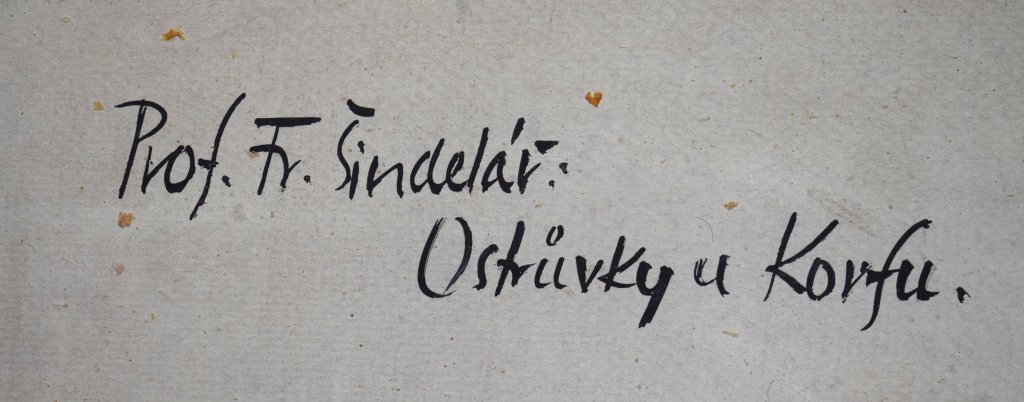 Prof. Fr. Šindelář:
Ostrůvky u Korfu.